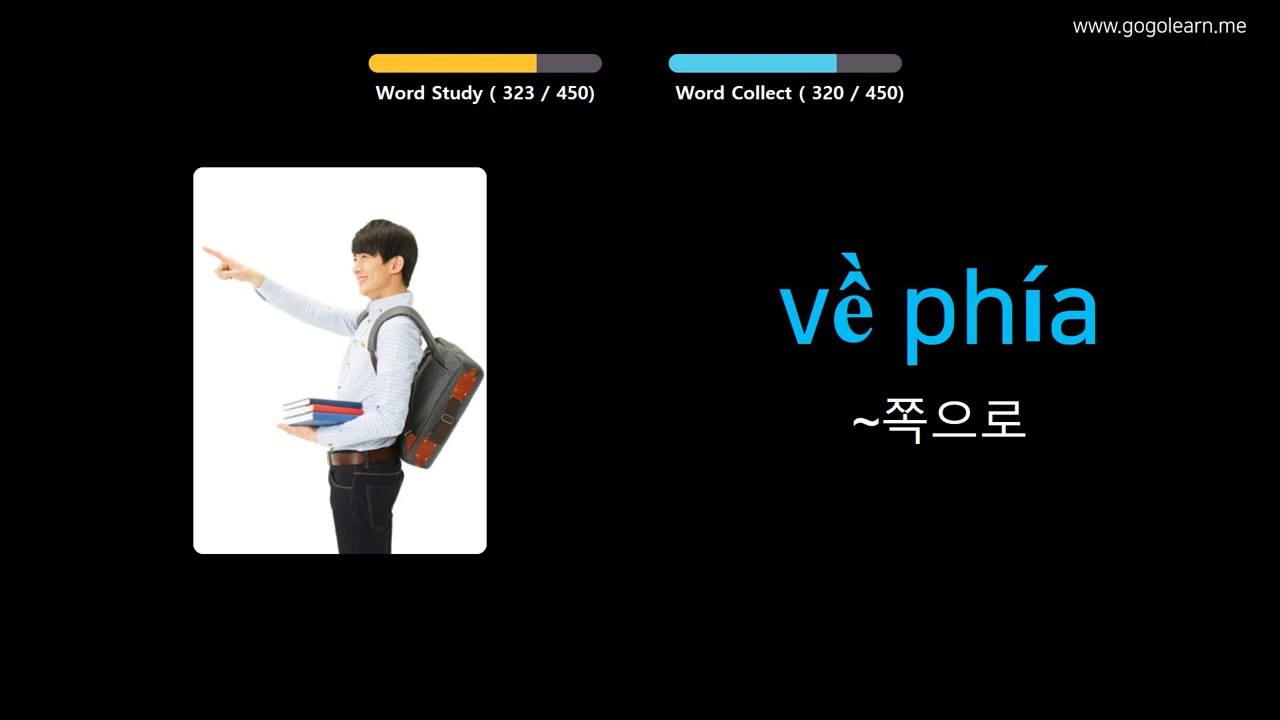 www.gogolearn.me
Word Study ( 323 / 450)
Word Collect ( 320 / 450)
về phía
~쪽으로